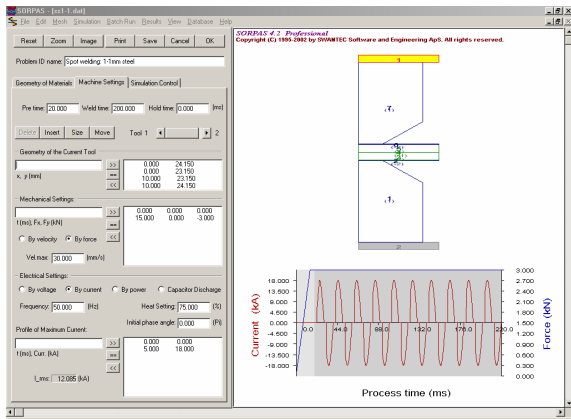 SORPAS - [ss1-1.dat]
File Edit Mesh Simulation Batch Run Results View Database Help
Reset Zoom Image Print Save Cancel OK
Problem ID name: Spot welding: 1-1mm steel
Geometry of Materials Machine Settings Simulation Control
Pre time: 20.000 Weld time: 200.000 Hold time: 0.000 (ms)
Delete Insert Size Move Tool 1 2
Geometry of the Current Tool
>>
x, y (mm)
==
<<
0.000 24.150
0.000 23.150
10.000 23.150
10.000 24.150
Mechanical Settings
>>
t (ms), Fx, Fy (kN)
==
<<
0.000 0.000 0.000
15.000 0.000 -3.000
By velocity By force
Vel.max: 30.000 (mm/s)
Electrical Settings:
By voltage By current By power Capacitor Discharge
Frequency: 50.000 (Hz) Heat Setting: 75.000 (%)
Initial phase angle: 0.000 (Pi)
Profile of Maximum Current:
>>
t (ms), Curr. (kA)
==
<<
0.000 0.000
5.000 18.000
I_rms: 12.085 (kA)
SORPAS 4.2 Professional
Copyright (C) 1995-2002 by SWANTEC Software and Engineering ApS. All rights reserved.
1
2
Current (kA)
18.000
13.500
9.000
4.500
0.000
-4.500
-9.000
-13.500
-18.000
0.0 44.0 88.0 132.0 176.0 220.0
3.000
2.700
2.400
2.100
1.800
1.500
1.200
0.900
0.600
0.300
0.000
Force (kN)
Process time (ms)